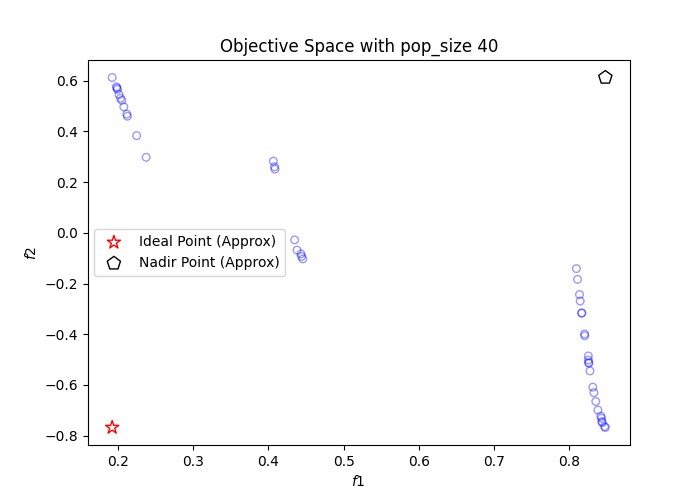 Objective Space with pop_size 40
0.6
0.4
0.2
0.0
−0.2
−0.4
−0.6
−0.8
f2
Ideal Point (Approx)
Nadir Point (Approx)
0.2 0.3 0.4 0.5 0.6 0.7 0.8
f1